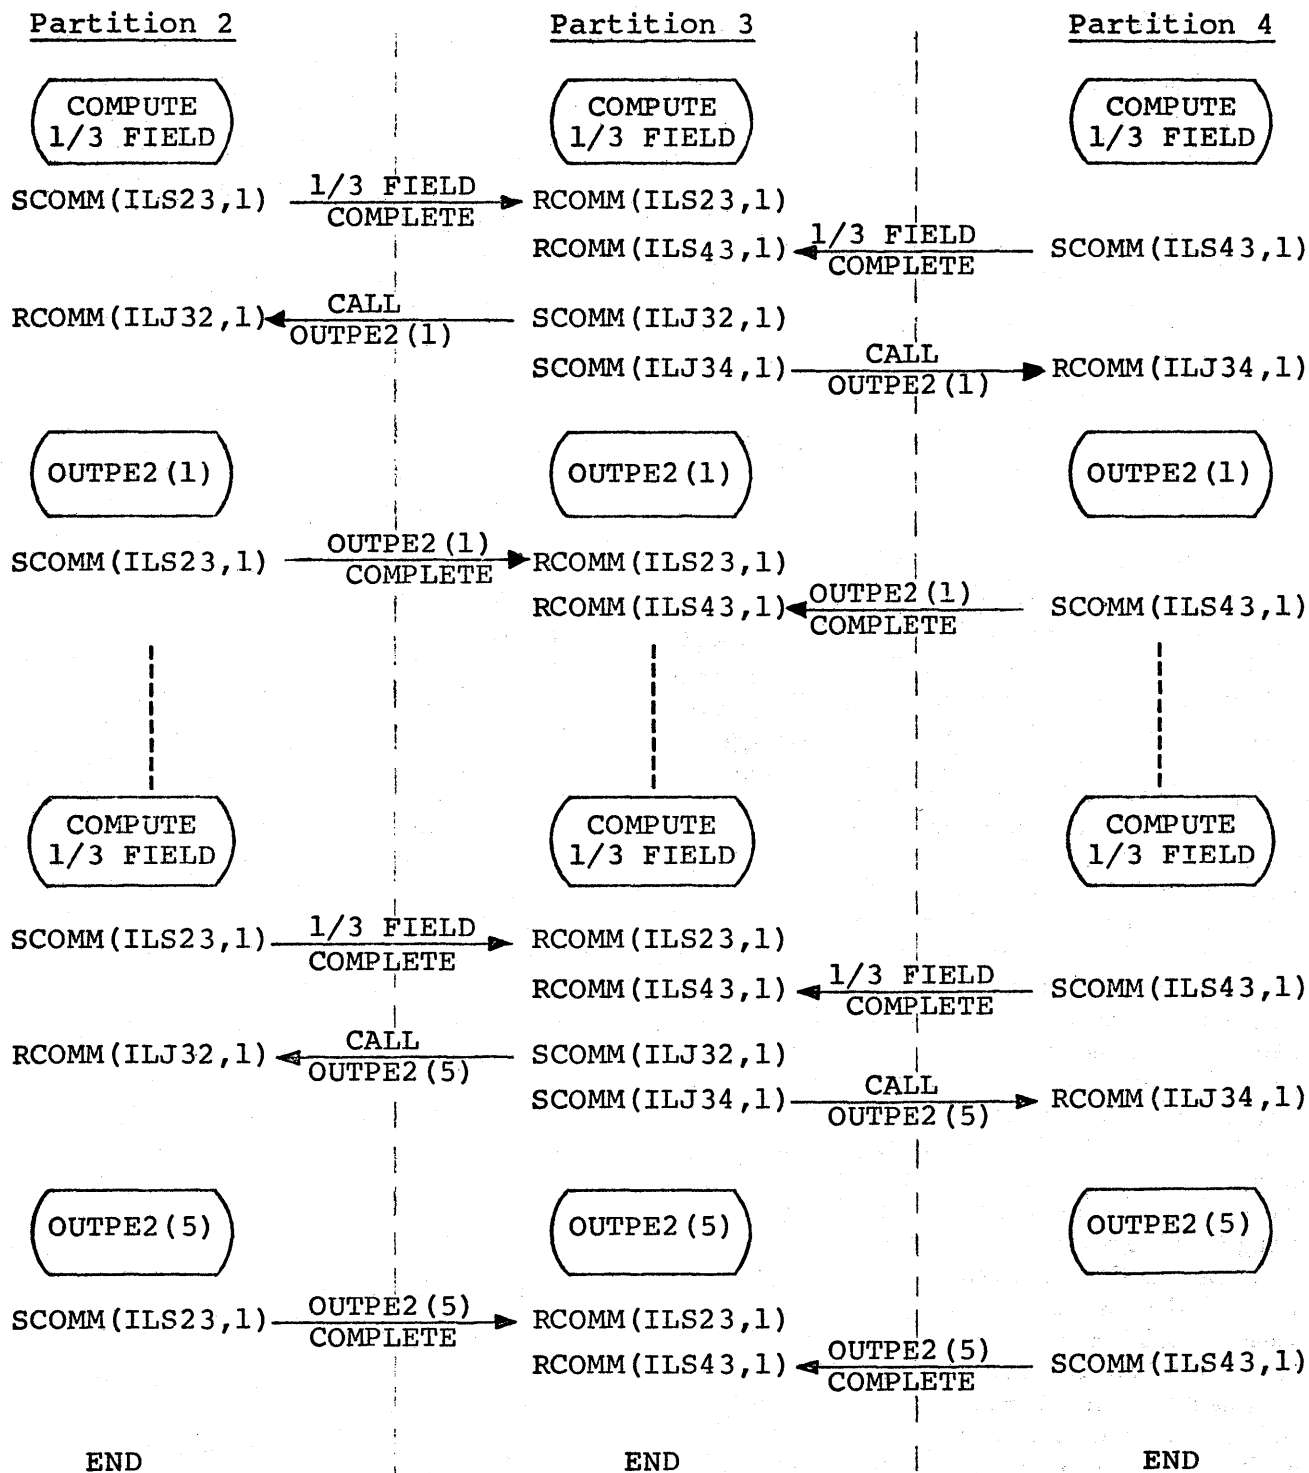 Partition 2 Partition 3 Partition 4
COMPUTE COMPUTE COMPUTE
1/3 FIELD 1/3 FIELD 1/3 FIELD
SCOMM(ILS23,1) 1/3 FIELD RCOMM(ILS23,1)
COMPLETE
RCOMM(ILS43,1) 1/3 FIELD SCOMM(ILS43,1)
COMPLETE
RCOMM(ILJ32,1) CALL SCOMM(ILJ32,1)
OUTPE2(1)
SCOMM(ILJ34,1) CALL RCOMM(ILJ34,1)
OUTPE2(1)
OUTPE2(1) OUTPE2(1) OUTPE2(1)
SCOMM(ILS23,1) OUTPE2(1) RCOMM(ILS23,1)
COMPLETE
RCOMM(ILS43,1) OUTPE2(1) SCOMM(ILS43,1)
COMPLETE
COMPUTE COMPUTE COMPUTE
1/3 FIELD 1/3 FIELD 1/3 FIELD
SCOMM(ILS23,1) 1/3 FIELD RCOMM(ILS23,1)
COMPLETE
RCOMM(ILS43,1) 1/3 FIELD SCOMM(ILS43,1)
COMPLETE
RCOMM(ILJ32,1) CALL SCOMM(ILJ32,1)
OUTPE2(5)
SCOMM(ILJ34,1) CALL RCOMM(ILJ34,1)
OUTPE2(5)
OUTPE2(5) OUTPE2(5) OUTPE2(5)
SCOMM(ILS23,1) OUTPE2(5) RCOMM(ILS23,1)
COMPLETE
RCOMM(ILS43,1) OUTPE2(5) SCOMM(ILS43,1)
COMPLETE
END END END